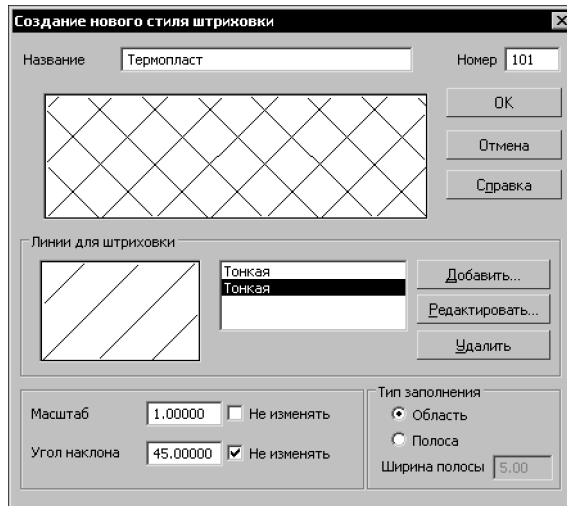 Создание нового стиля штриховки
Название Термопласт Номер 101
OK
Отмена
Справка
Линии для штриховки
Тонкая
Тонкая
Добавить...
Редактировать...
Удалить
Масштаб 1.00000 Не изменять
Угол наклона 45.00000 Не изменять
Тип заполнения
Область
Полоса
Ширина полосы 5.00